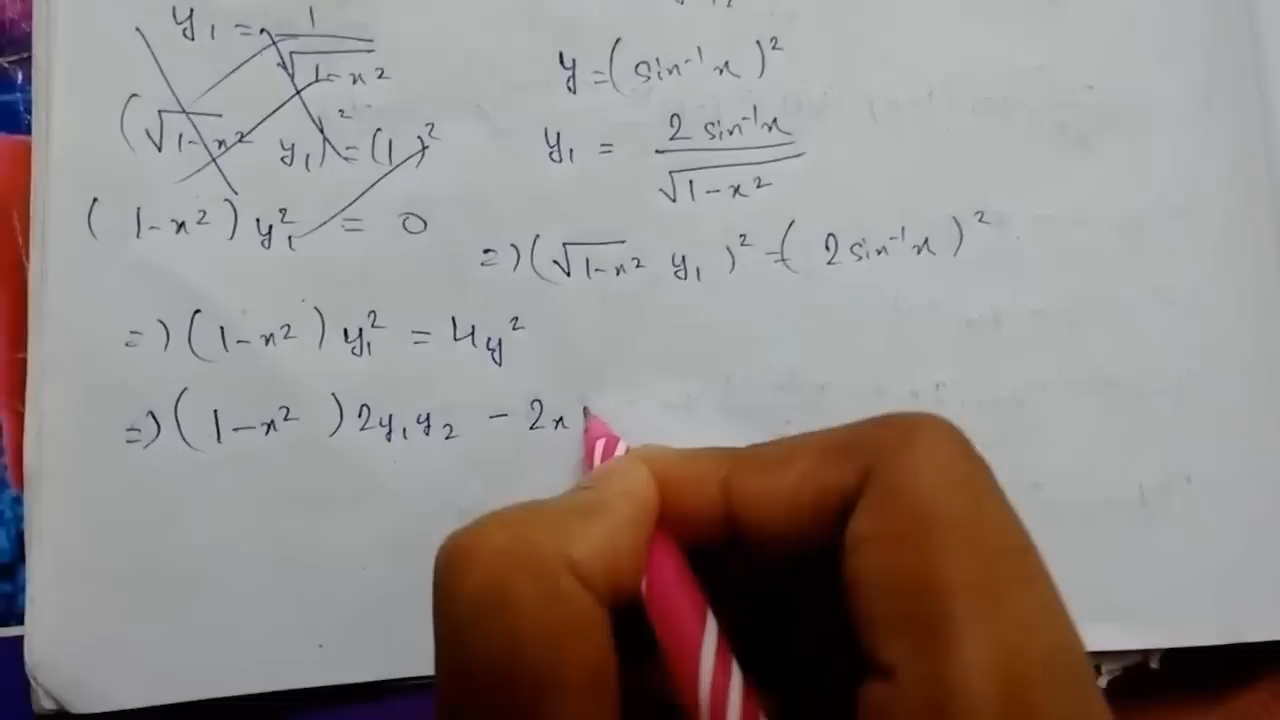 y₁ = 1/√(1-x²)
(√(1-x²) y₁)² = (1)²
(1-x²) y₁² = 0
y = (sin⁻¹x)²
y₁ = 2 sin⁻¹x / √(1-x²)
=) (√(1-x²) y₁)² = (2 sin⁻¹x)²
=) (1-x²) y₁² = 4y²
=) (1-x²) 2y₁y₂ - 2x